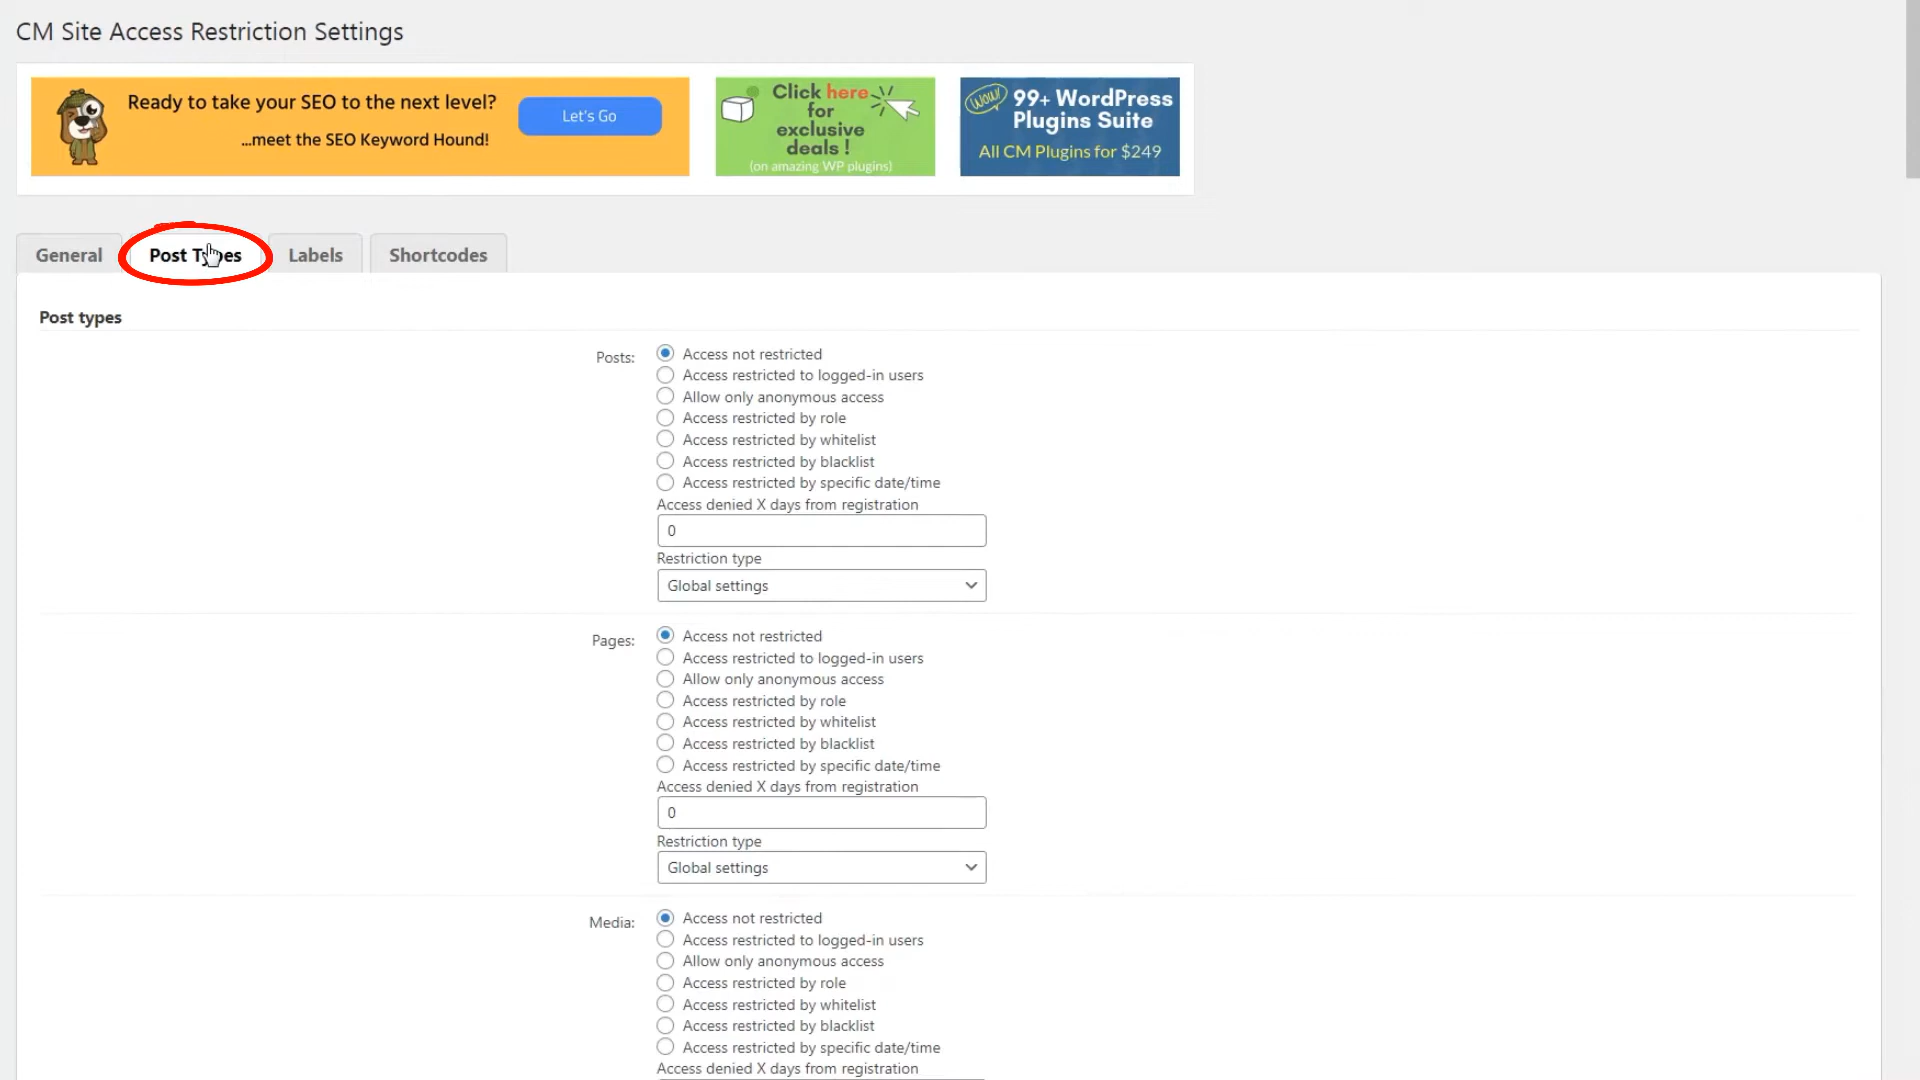 CM Site Access Restriction Settings
Ready to take your SEO to the next level?
...meet the SEO Keyword Hound!
Let's Go
Click here
for
exclusive
deals !
(on amazing WP plugins)
Wow!
99+ WordPress
Plugins Suite
All CM Plugins for $249
General
Post Types
Labels
Shortcodes
Post types
Posts:
Access not restricted
Access restricted to logged-in users
Allow only anonymous access
Access restricted by role
Access restricted by whitelist
Access restricted by blacklist
Access restricted by specific date/time
Access denied X days from registration
0
Restriction type
Global settings
Pages:
Access not restricted
Access restricted to logged-in users
Allow only anonymous access
Access restricted by role
Access restricted by whitelist
Access restricted by blacklist
Access restricted by specific date/time
Access denied X days from registration
0
Restriction type
Global settings
Media:
Access not restricted
Access restricted to logged-in users
Allow only anonymous access
Access restricted by role
Access restricted by whitelist
Access restricted by blacklist
Access restricted by specific date/time
Access denied X days from registration